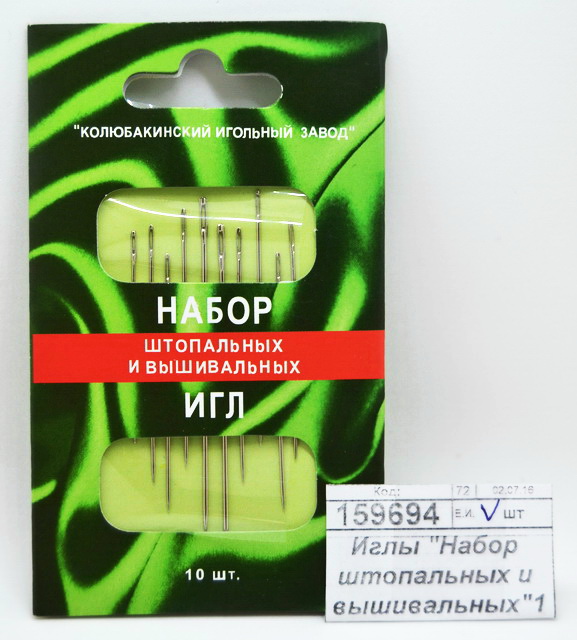 "КОЛЮБАКИНСКИЙ ИГОЛЬНЫЙ ЗАВОД"
НАБОР
ШТОПАЛЬНЫХ
И ВЫШИВАЛЬНЫХ
ИГЛ
10 шт.
Код: 72 02.07.16
159694 Е.И. V шт
Иглы "Набор
штопальных и
вышивальных"1